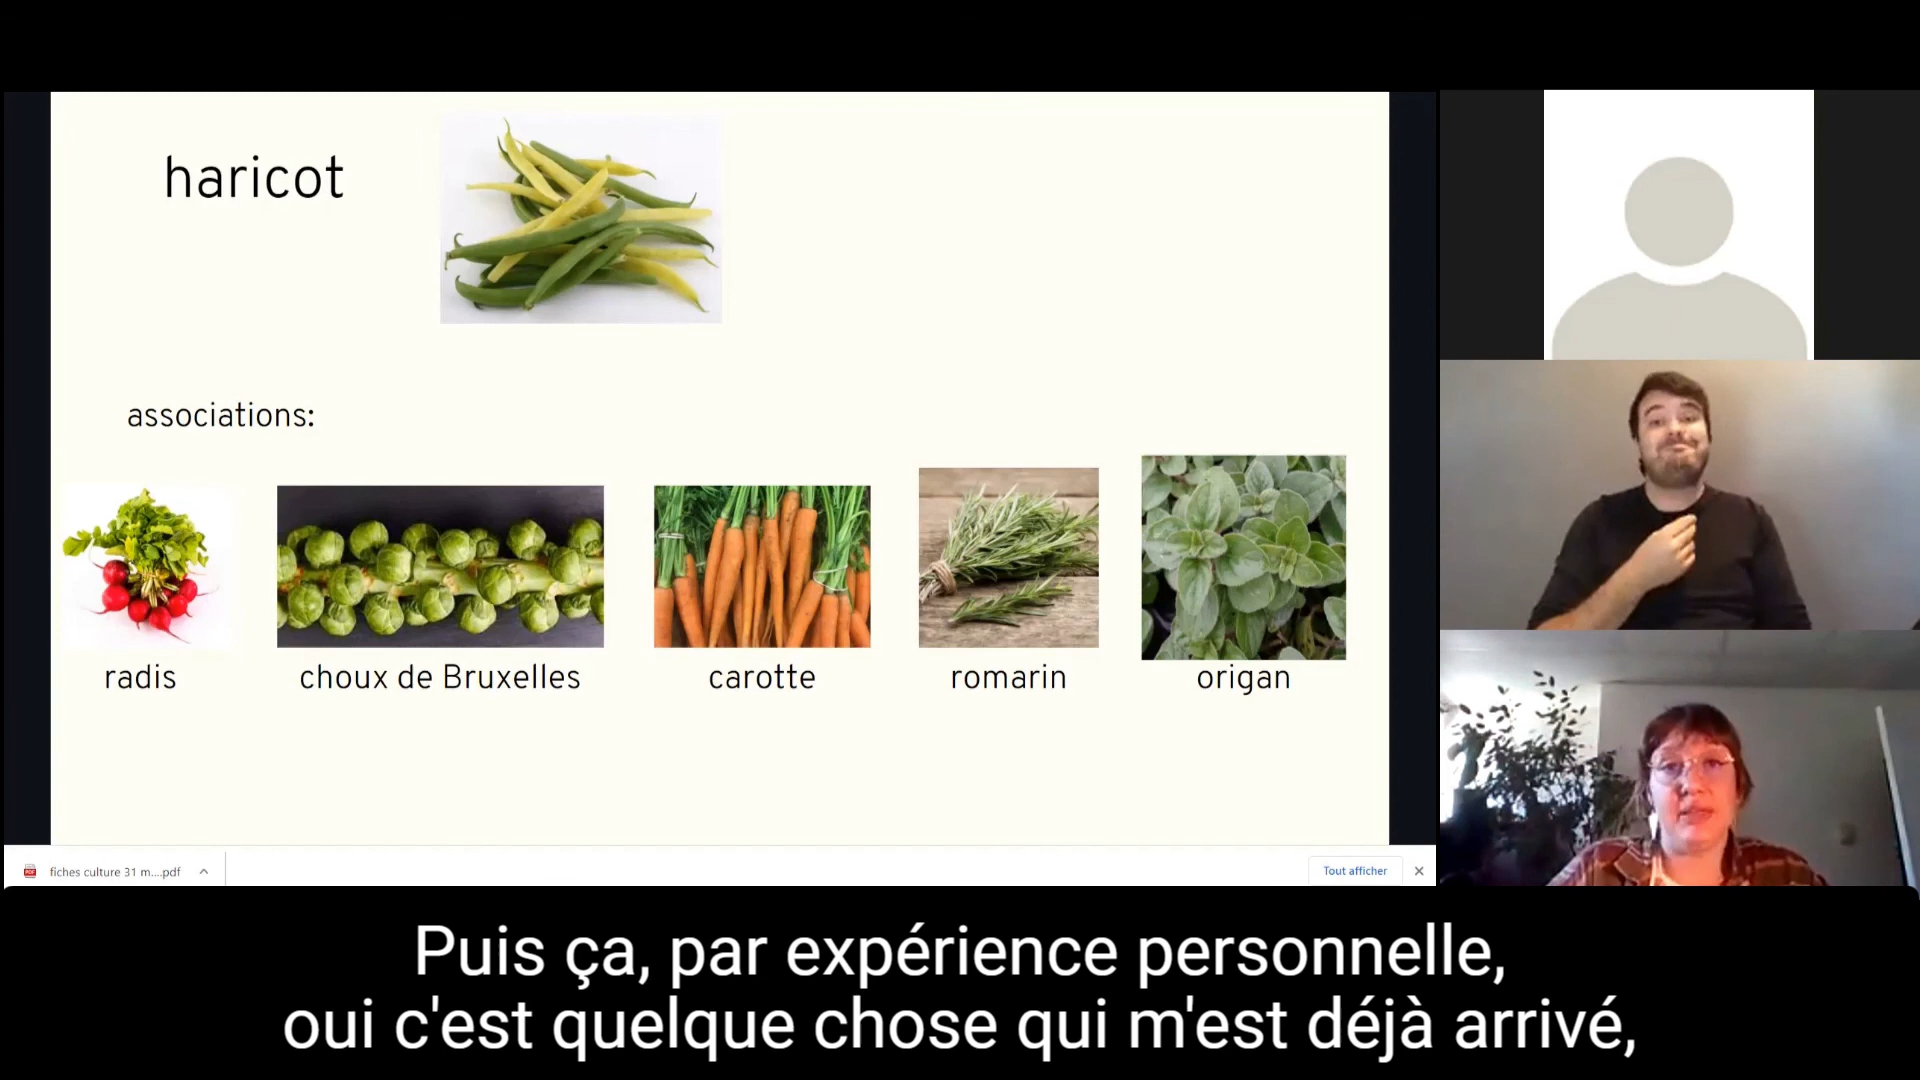 haricot
associations:
radis
choux de Bruxelles
carotte
romarin
origan
fiches culture 31 m....pdf
Tout afficher
Puis ça, par expérience personnelle,
oui c'est quelque chose qui m'est déjà arrivé,